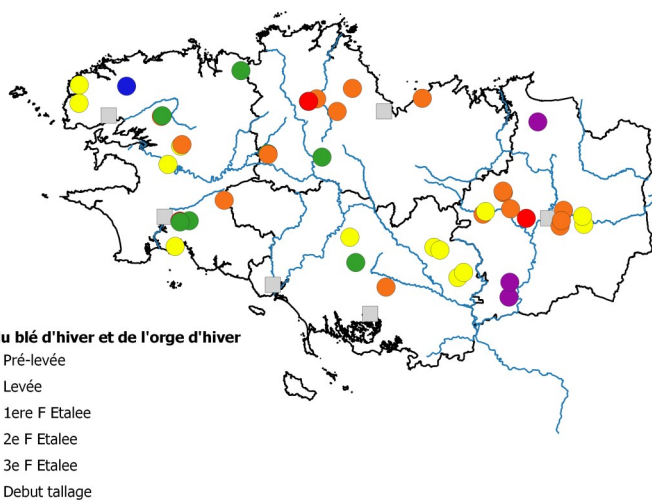 u blé d'hiver et de l'orge d'hiver
Pré-levée
Levée
1ere F Etalee
2e F Etalee
3e F Etalee
Debut tallage